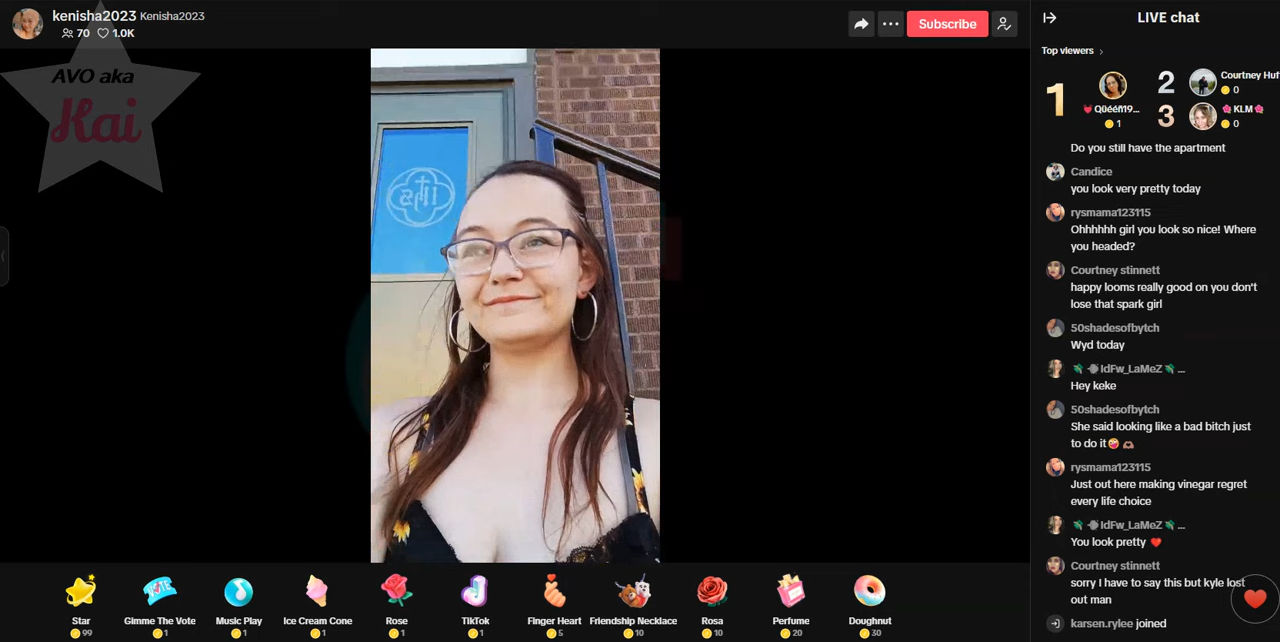 kenisha2023 Kenisha2023
70 1.0K
Subscribe
AVO aka
Kai
LIVE chat
Top viewers
1
2
Courtney Huf
0
Qûééñ19...
1
3
KLM
0
Do you still have the apartment
Candice
you look very pretty today
rysmama123115
Ohhhhhh girl you look so nice! Where
you headed?
Courtney stinnett
happy looms really good on you don't
lose that spark girl
50shadesofbytch
Wyd today
IdFw_LaMeZ ...
Hey keke
50shadesofbytch
She said looking like a bad bitch just
to do it
rysmama123115
Just out here making vinegar regret
every life choice
IdFw_LaMeZ ...
You look pretty
Courtney stinnett
sorry I have to say this but kyle lost
out man
karsen.rylee joined
VOTE
Star
Gimme The Vote
Music Play
Ice Cream Cone
Rose
TikTok
Finger Heart
Friendship Necklace
Rosa
Perfume
Doughnut
99
1
1
1
1
1
5
10
10
20
30